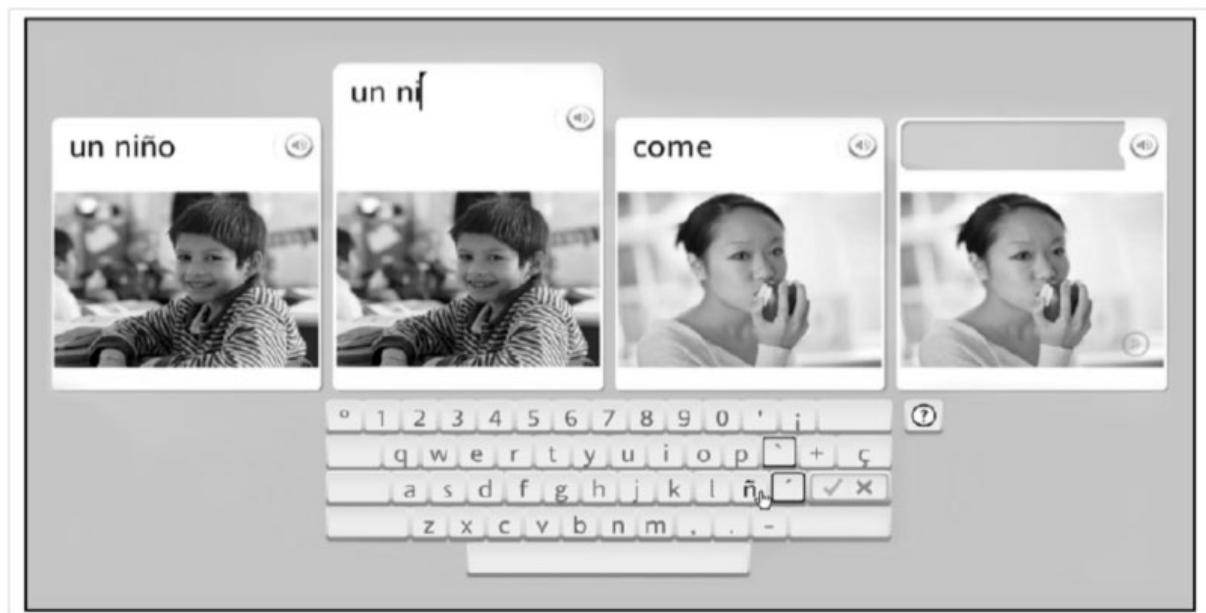 un niño
un ni
come
º 1 2 3 4 5 6 7 8 9 0 ' ¡
q w e r t y u i o p ` + ç
a s d f g h j k l ñ ´
z x c v b n m , . -
?